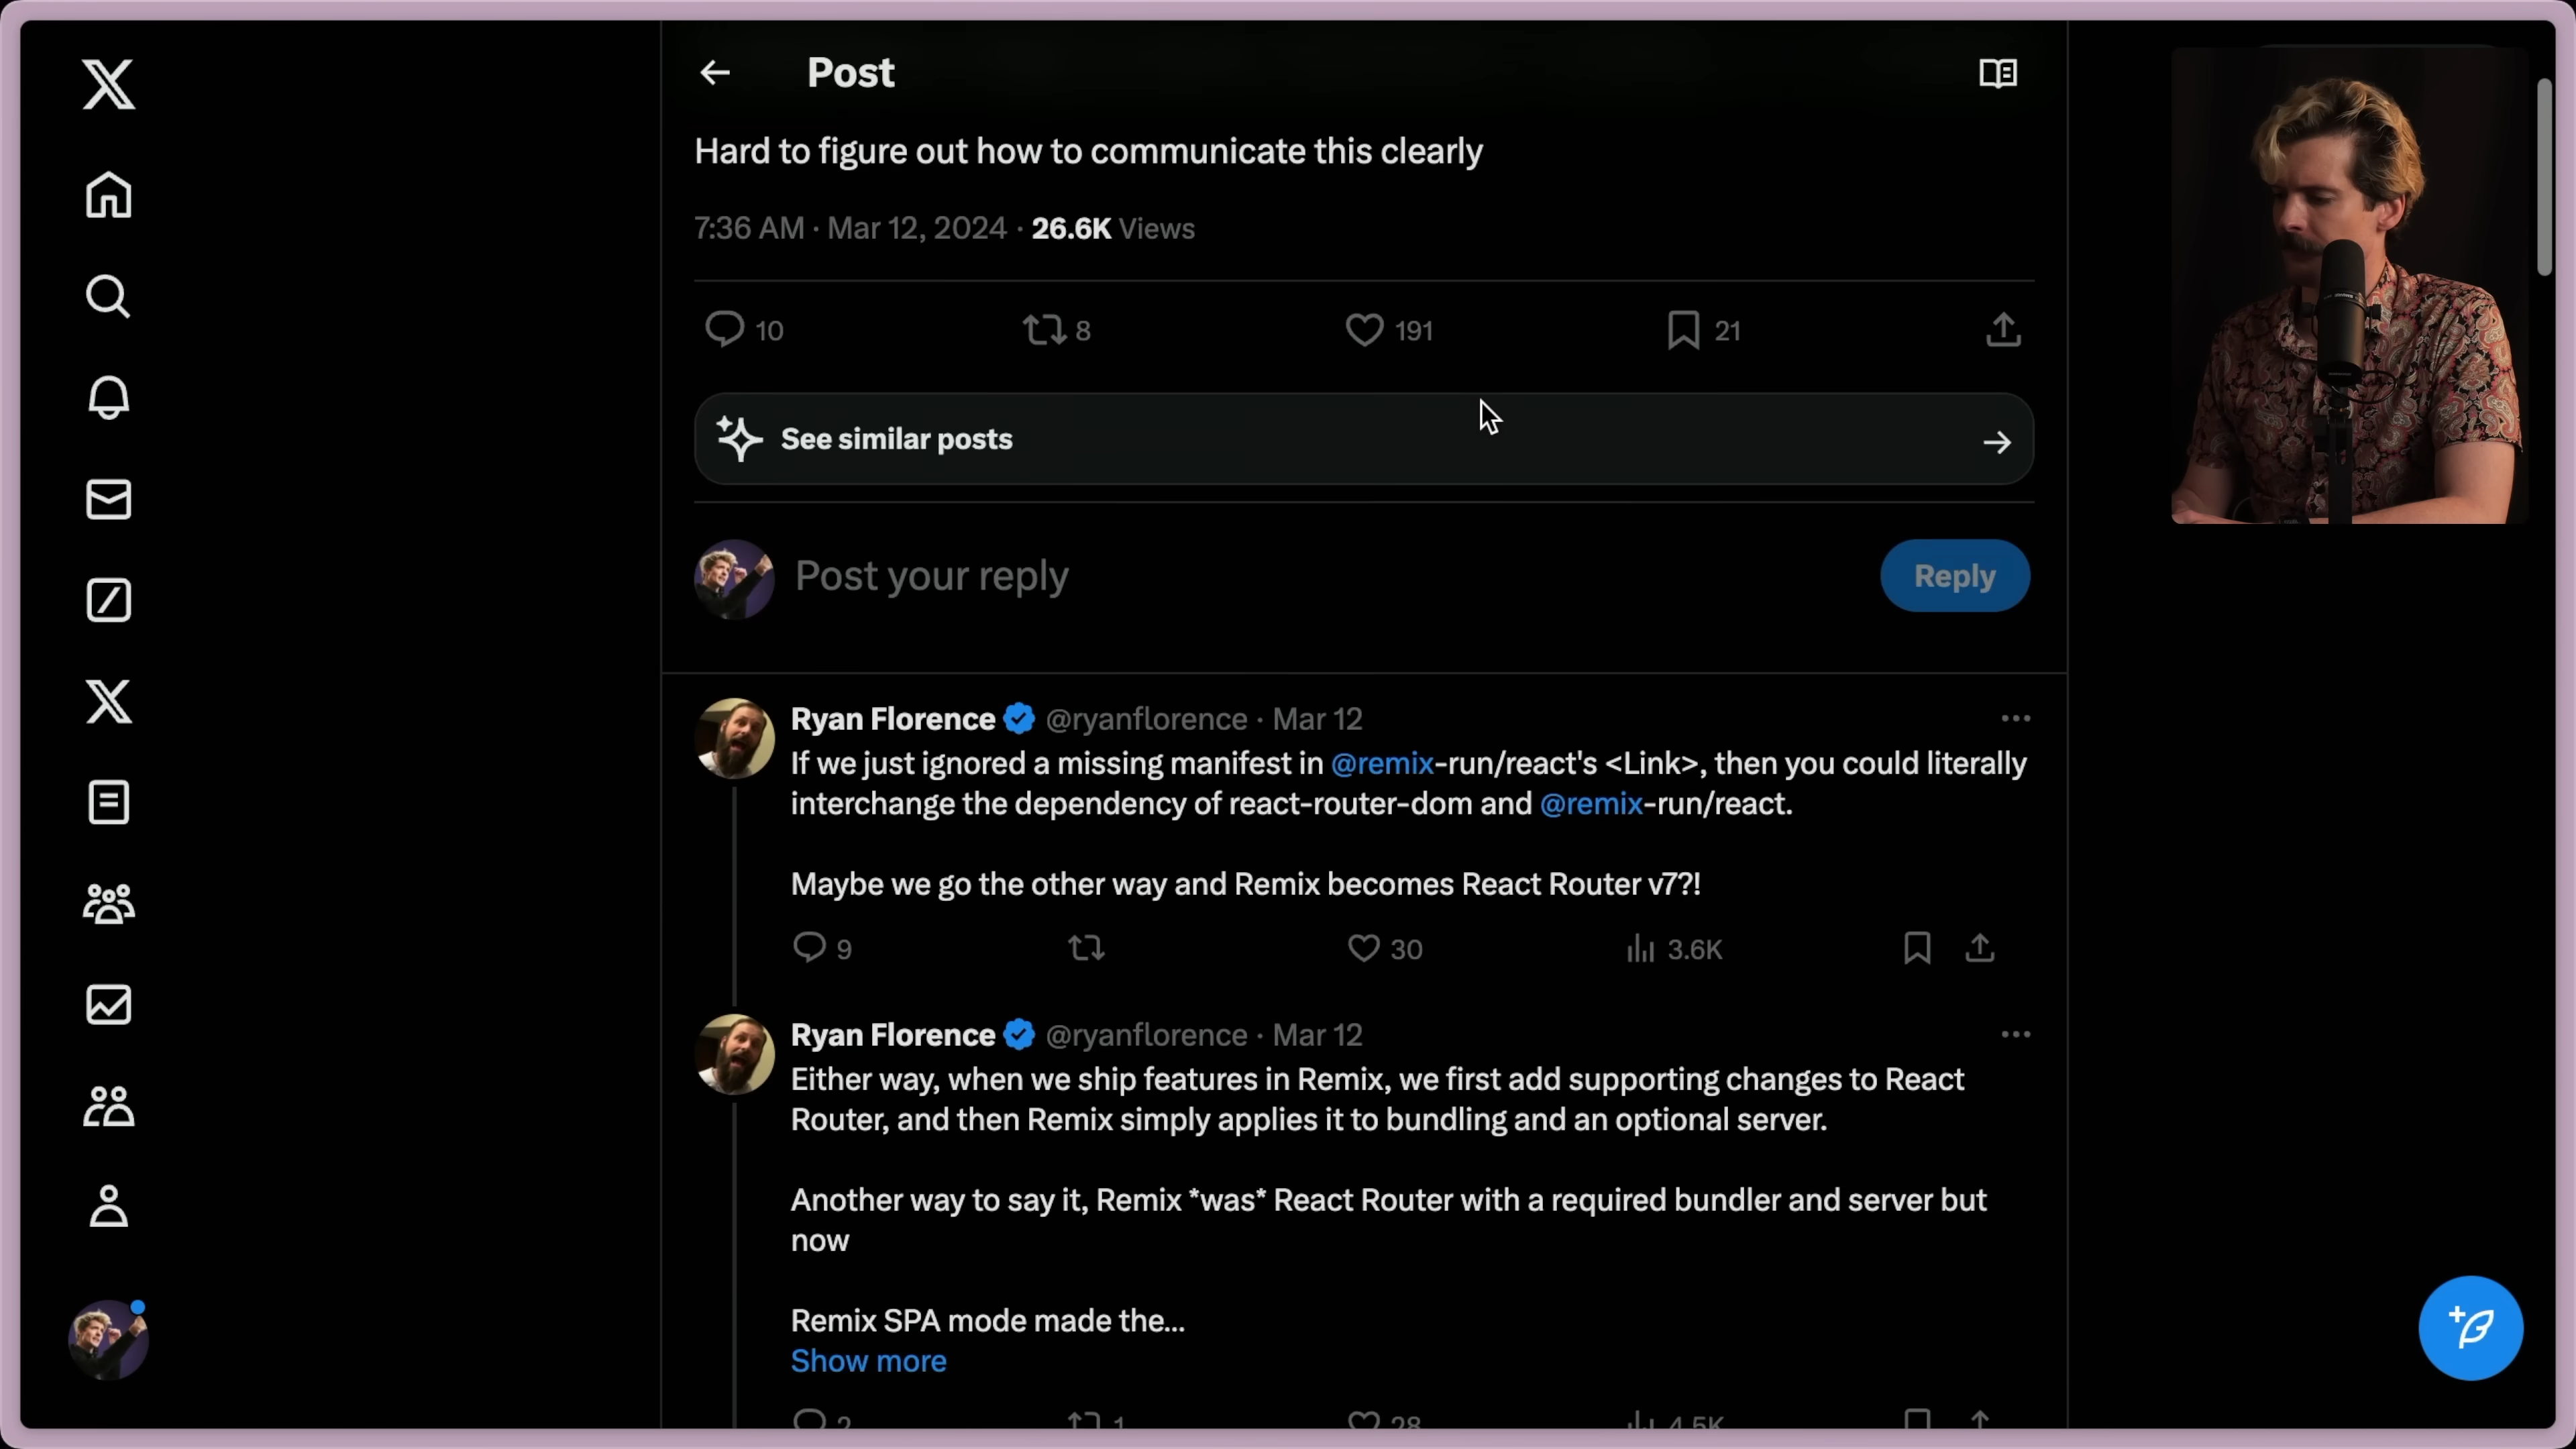 Post
Hard to figure out how to communicate this clearly
7:36 AM · Mar 12, 2024 · 26.6K Views
10 8 191 21
See similar posts
Post your reply
Reply
Ryan Florence @ryanflorence · Mar 12
If we just ignored a missing manifest in @remix-run/react's <Link>, then you could literally
interchange the dependency of react-router-dom and @remix-run/react.
Maybe we go the other way and Remix becomes React Router v7?!
9 30 3.6K
Ryan Florence @ryanflorence · Mar 12
Either way, when we ship features in Remix, we first add supporting changes to React
Router, and then Remix simply applies it to bundling and an optional server.
Another way to say it, Remix *was* React Router with a required bundler and server but
now
Remix SPA mode made the...
Show more
2 1 28 4.5K